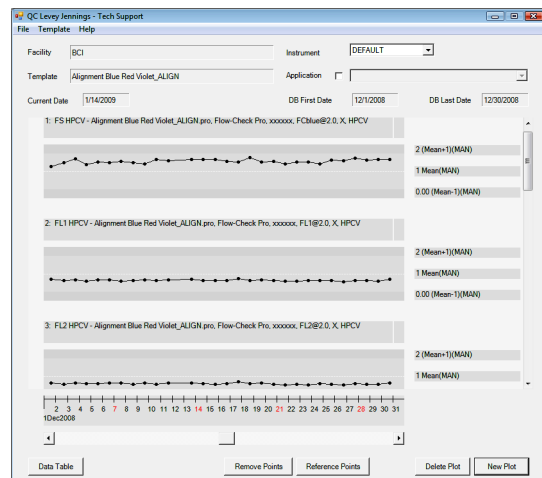 QC Levey Jennings - Tech Support
File Template Help
Facility BCI Instrument DEFAULT
Template Alignment Blue Red Violet_ALIGN Application
Current Date 1/14/2009 DB First Date 12/1/2008 DB Last Date 12/30/2008
1: FS HPCV - Alignment Blue Red Violet_ALIGN.pro, Flow-Check Pro, xxxxxx, FCblue@2.0, X, HPCV
2 (Mean+1)(MAN)
1 Mean(MAN)
0.00 (Mean-1)(MAN)
2: FL1 HPCV - Alignment Blue Red Violet_ALIGN.pro, Flow-Check Pro, xxxxxx, FL1@2.0, X, HPCV
2 (Mean+1)(MAN)
1 Mean(MAN)
0.00 (Mean-1)(MAN)
3: FL2 HPCV - Alignment Blue Red Violet_ALIGN.pro, Flow-Check Pro, xxxxxx, FL2@2.0, X, HPCV
2 (Mean+1)(MAN)
1 Mean(MAN)
2 3 4 5 6 7 8 9 10 11 12 13 14 15 16 17 18 19 20 21 22 23 24 25 26 27 28 29 30 31
1Dec2008
Data Table Remove Points Reference Points Delete Plot New Plot